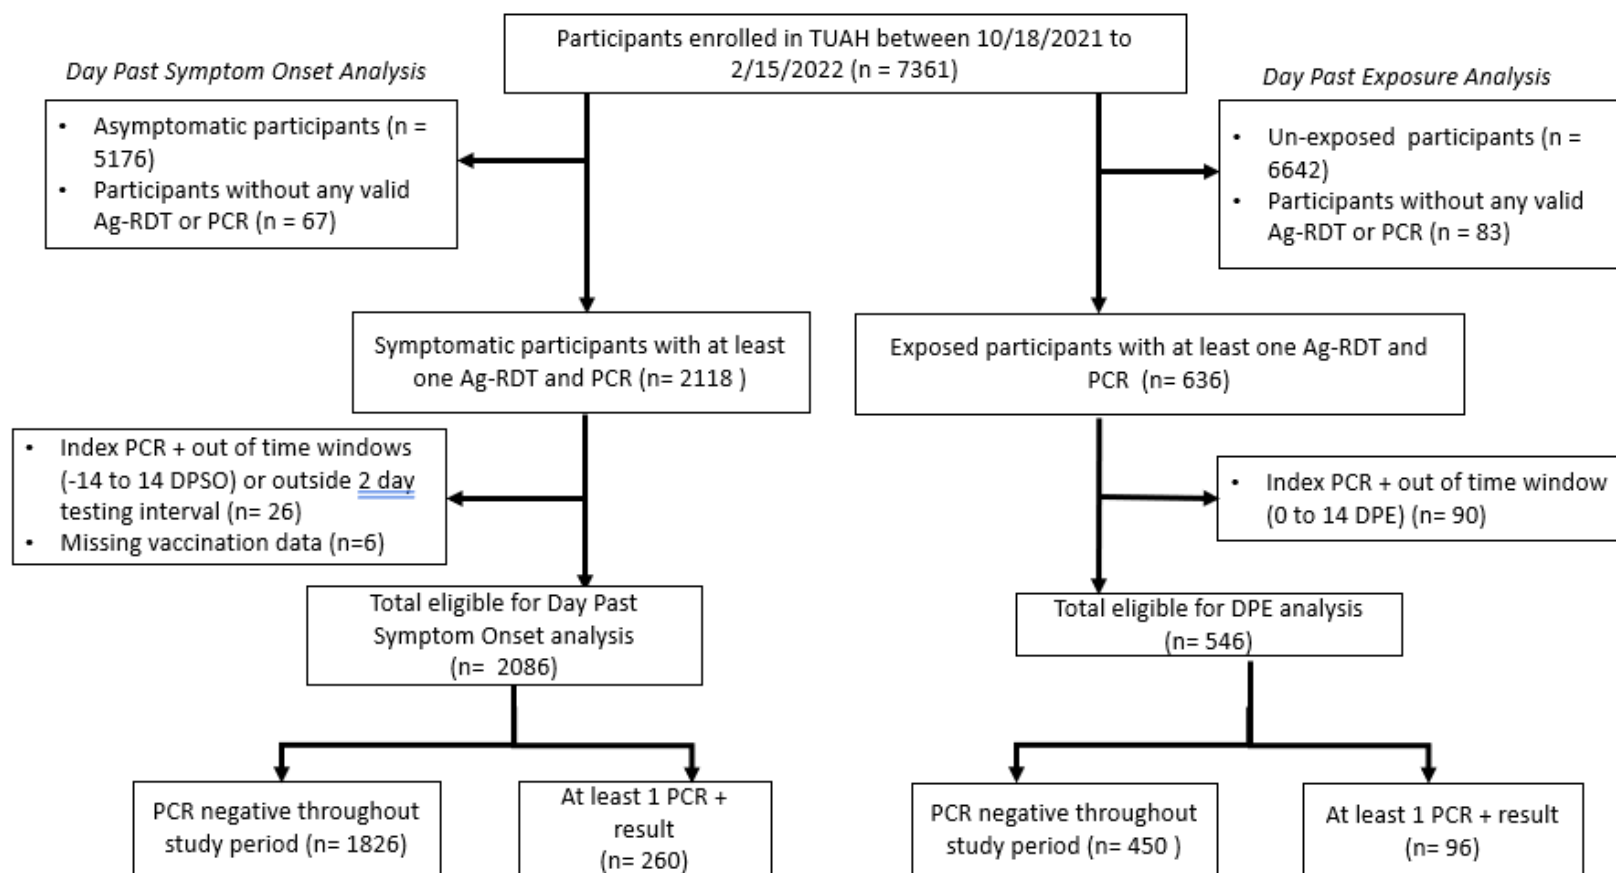 Participants enrolled in TUAH between 10/18/2021 to
2/15/2022 (n = 7361)
Day Past Symptom Onset Analysis
Day Past Exposure Analysis
• Asymptomatic participants (n =
5176)
• Participants without any valid
Ag-RDT or PCR (n = 67)
• Un-exposed  participants (n =
6642)
• Participants without any valid
Ag-RDT or PCR (n = 83)
Symptomatic participants with at least
one Ag-RDT and PCR (n= 2118 )
Exposed participants with at least one Ag-RDT and
PCR  (n= 636)
• Index PCR + out of time windows
(-14 to 14 DPSO) or outside 2 day
testing interval (n= 26)
• Missing vaccination data (n=6)
• Index PCR + out of time window
(0 to 14 DPE) (n= 90)
Total eligible for Day Past
Symptom Onset analysis
(n=  2086)
Total eligible for DPE analysis
(n= 546)
PCR negative throughout
study period (n= 1826)
At least 1 PCR +
result
(n= 260)
PCR negative throughout
study period (n= 450 )
At least 1 PCR + result
(n= 96)